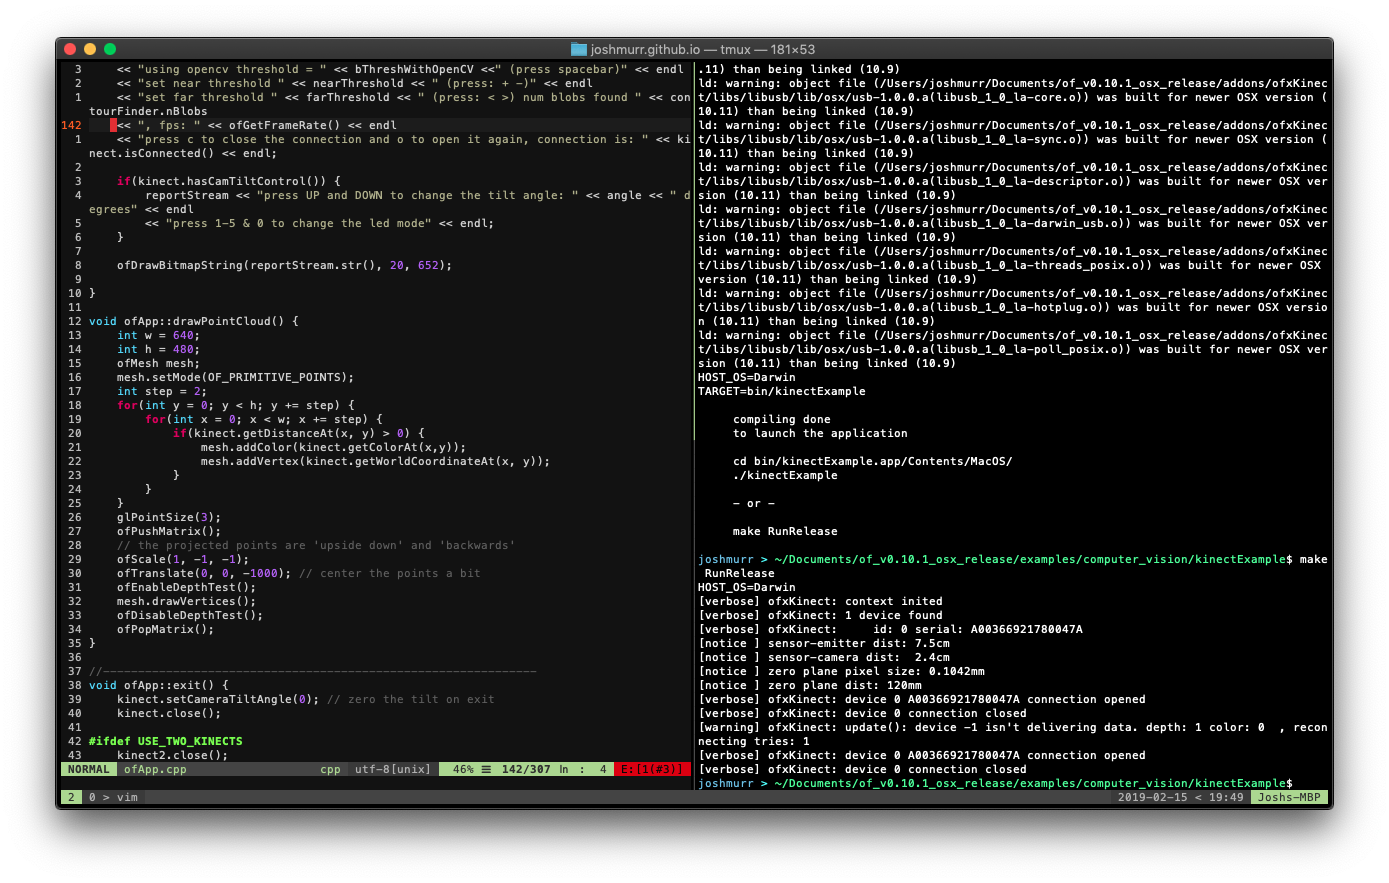 joshmurr.github.io — tmux — 181×53
3     << "using opencv threshold = " << bThreshWithOpenCV <<" (press spacebar)" << endl
2     << "set near threshold " << nearThreshold << " (press: + -)" << endl
1     << "set far threshold " << farThreshold << " (press: < >) num blobs found " << con
tourFinder.nBlobs
142     << ", fps: " << ofGetFrameRate() << endl
1     << "press c to close the connection and o to open it again, connection is: " << ki
nect.isConnected() << endl;
2
3     if(kinect.hasCamTiltControl()) {
4         reportStream << "press UP and DOWN to change the tilt angle: " << angle << " d
egrees" << endl
5         << "press 1-5 & 0 to change the led mode" << endl;
6     }
7
8     ofDrawBitmapString(reportStream.str(), 20, 652);
9
10 }
11
12 void ofApp::drawPointCloud() {
13     int w = 640;
14     int h = 480;
15     ofMesh mesh;
16     mesh.setMode(OF_PRIMITIVE_POINTS);
17     int step = 2;
18     for(int y = 0; y < h; y += step) {
19         for(int x = 0; x < w; x += step) {
20             if(kinect.getDistanceAt(x, y) > 0) {
21                 mesh.addColor(kinect.getColorAt(x,y));
22                 mesh.addVertex(kinect.getWorldCoordinateAt(x, y));
23             }
24         }
25     }
26     glPointSize(3);
27     ofPushMatrix();
28     // the projected points are 'upside down' and 'backwards'
29     ofScale(1, -1, -1);
30     ofTranslate(0, 0, -1000); // center the points a bit
31     ofEnableDepthTest();
32     mesh.drawVertices();
33     ofDisableDepthTest();
34     ofPopMatrix();
35 }
36
37 //--------------------------------------------------------------
38 void ofApp::exit() {
39     kinect.setCameraTiltAngle(0); // zero the tilt on exit
40     kinect.close();
41
42 #ifdef USE_TWO_KINECTS
43     kinect2.close();
NORMAL ofApp.cpp cpp utf-8[unix] 46% ☰ 142/307 ln : 4 E:[1(#3)]
.11) than being linked (10.9)
ld: warning: object file (/Users/joshmurr/Documents/of_v0.10.1_osx_release/addons/ofxKinec
t/libs/libusb/lib/osx/usb-1.0.0.a(libusb_1_0_la-core.o)) was built for newer OSX version (
10.11) than being linked (10.9)
ld: warning: object file (/Users/joshmurr/Documents/of_v0.10.1_osx_release/addons/ofxKinec
t/libs/libusb/lib/osx/usb-1.0.0.a(libusb_1_0_la-sync.o)) was built for newer OSX version (
10.11) than being linked (10.9)
ld: warning: object file (/Users/joshmurr/Documents/of_v0.10.1_osx_release/addons/ofxKinec
t/libs/libusb/lib/osx/usb-1.0.0.a(libusb_1_0_la-descriptor.o)) was built for newer OSX ver
sion (10.11) than being linked (10.9)
ld: warning: object file (/Users/joshmurr/Documents/of_v0.10.1_osx_release/addons/ofxKinec
t/libs/libusb/lib/osx/usb-1.0.0.a(libusb_1_0_la-darwin_usb.o)) was built for newer OSX ver
sion (10.11) than being linked (10.9)
ld: warning: object file (/Users/joshmurr/Documents/of_v0.10.1_osx_release/addons/ofxKinec
t/libs/libusb/lib/osx/usb-1.0.0.a(libusb_1_0_la-threads_posix.o)) was built for newer OSX
version (10.11) than being linked (10.9)
ld: warning: object file (/Users/joshmurr/Documents/of_v0.10.1_osx_release/addons/ofxKinec
t/libs/libusb/lib/osx/usb-1.0.0.a(libusb_1_0_la-hotplug.o)) was built for newer OSX versio
n (10.11) than being linked (10.9)
ld: warning: object file (/Users/joshmurr/Documents/of_v0.10.1_osx_release/addons/ofxKinec
t/libs/libusb/lib/osx/usb-1.0.0.a(libusb_1_0_la-poll_posix.o)) was built for newer OSX ver
sion (10.11) than being linked (10.9)
HOST_OS=Darwin
TARGET=bin/kinectExample
compiling done
to launch the application
cd bin/kinectExample.app/Contents/MacOS/
./kinectExample
- or -
make RunRelease
joshmurr > ~/Documents/of_v0.10.1_osx_release/examples/computer_vision/kinectExample$ make
RunRelease
HOST_OS=Darwin
[verbose] ofxKinect: context inited
[verbose] ofxKinect: 1 device found
[verbose] ofxKinect:     id: 0 serial: A00366921780047A
[notice ] sensor-emitter dist: 7.5cm
[notice ] sensor-camera dist:  2.4cm
[notice ] zero plane pixel size: 0.1042mm
[notice ] zero plane dist: 120mm
[verbose] ofxKinect: device 0 A00366921780047A connection opened
[verbose] ofxKinect: device 0 connection closed
[warning] ofxKinect: update(): device -1 isn't delivering data. depth: 1 color: 0  , recon
necting tries: 1
[verbose] ofxKinect: device 0 A00366921780047A connection opened
[verbose] ofxKinect: device 0 connection closed
joshmurr > ~/Documents/of_v0.10.1_osx_release/examples/computer_vision/kinectExample$
2 0 > vim 2019-02-15 < 19:49 Joshs-MBP